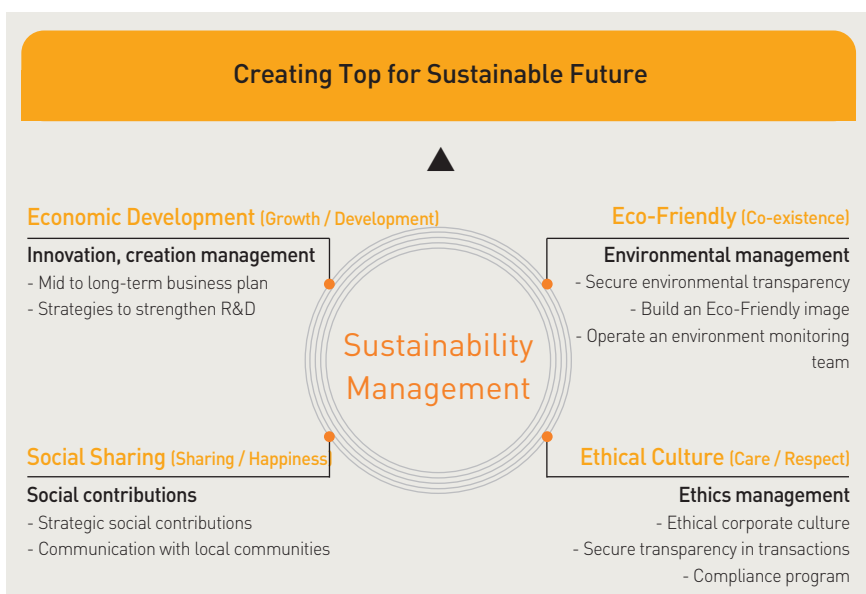 Creating Top for Sustainable Future
Economic Development (Growth / Development)
Innovation, creation management
- Mid to long-term business plan
- Strategies to strengthen R&D
Eco-Friendly (Co-existence)
Environmental management
- Secure environmental transparency
- Build an Eco-Friendly image
- Operate an environment monitoring
team
Sustainability
Management
Social Sharing (Sharing / Happiness)
Social contributions
- Strategic social contributions
- Communication with local communities
Ethical Culture (Care / Respect)
Ethics management
- Ethical corporate culture
- Secure transparency in transactions
- Compliance program